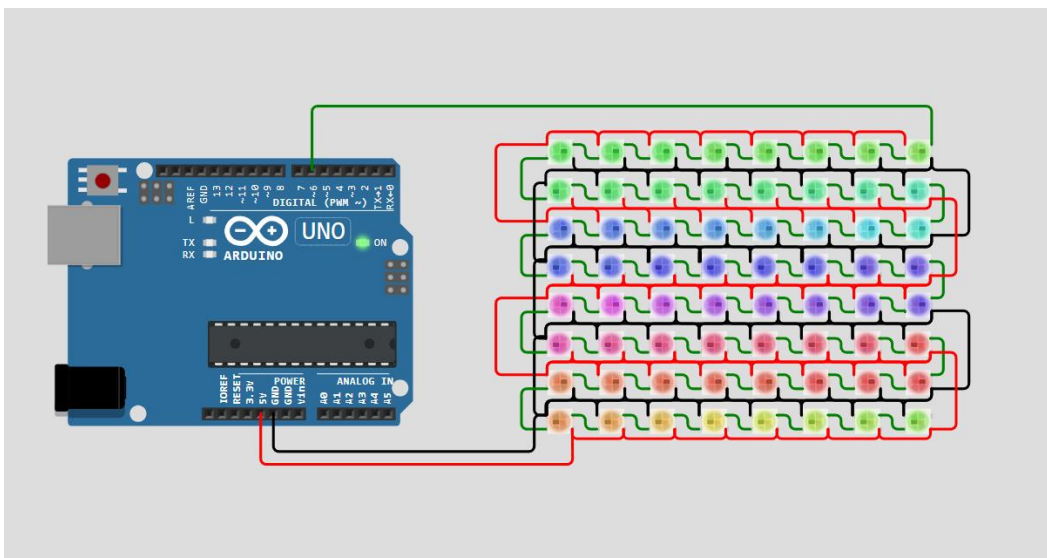 AREF
GND
13
12
~11
~10
~9
8
7
~6
~5
4
~3
2
TX→1
RX←0
DIGITAL (PWM ~)
L
TX
RX
UNO
ON
ARDUINO
IOREF
RESET
3.3V
5V
GND
GND
Vin
POWER
ANALOG IN
A0
A1
A2
A3
A4
A5